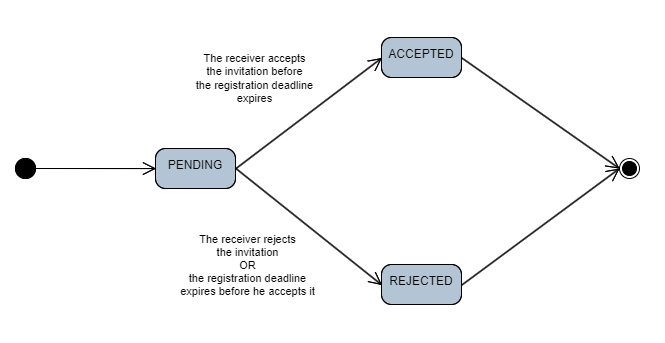 The receiver accepts
the invitation before
the registration deadline
expires
ACCEPTED
PENDING
The receiver rejects
the invitation
OR
the registration deadline
expires before he accepts it
REJECTED